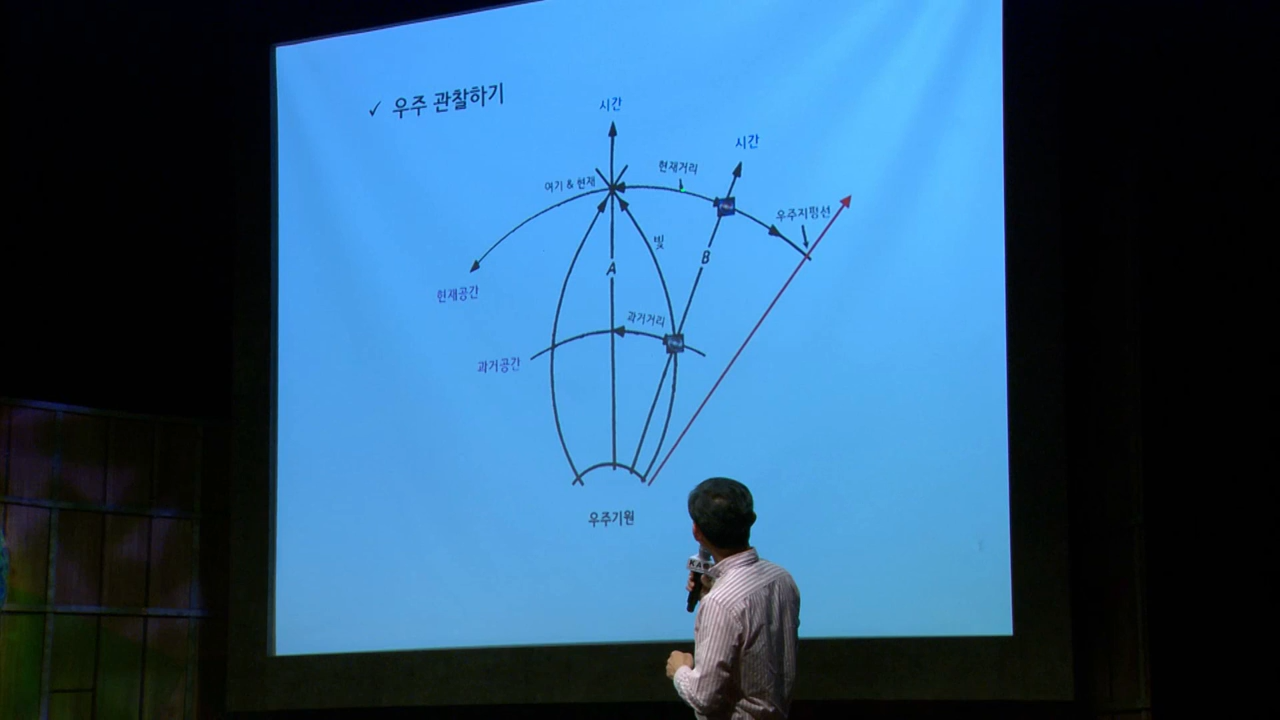 ✓ 우주 관찰하기
시간
시간
현재거리
여기 & 현재
우주지평선
빛
B
A
현재공간
과거거리
과거공간
우주기원